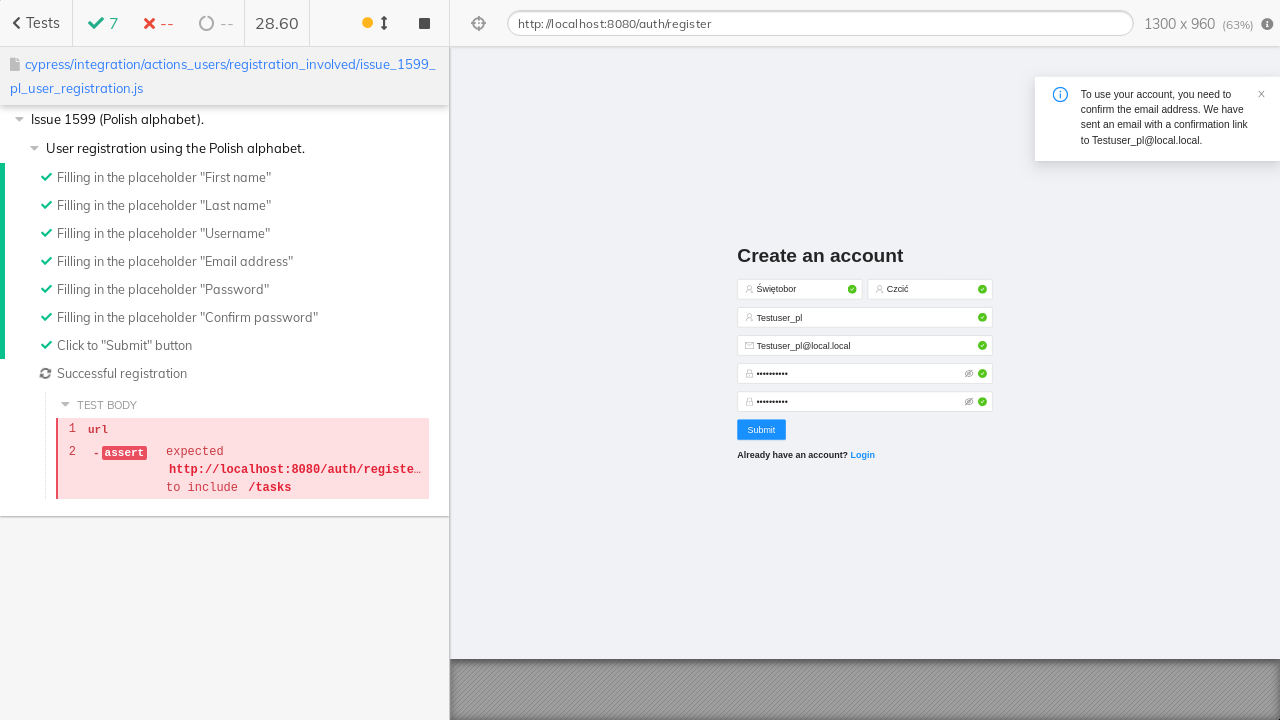 Tests
7
--
--
28.60
http://localhost:8080/auth/register
1300 x 960 (63%)
cypress/integration/actions_users/registration_involved/issue_1599_
pl_user_registration.js
Issue 1599 (Polish alphabet).
User registration using the Polish alphabet.
Filling in the placeholder "First name"
Filling in the placeholder "Last name"
Filling in the placeholder "Username"
Filling in the placeholder "Email address"
Filling in the placeholder "Password"
Filling in the placeholder "Confirm password"
Click to "Submit" button
Successful registration
TEST BODY
1 url
2 -assert expected
http://localhost:8080/auth/registe…
to include /tasks
To use your account, you need to
confirm the email address. We have
sent an email with a confirmation link
to Testuser_pl@local.local.
Create an account
Świętobor Czcić
Testuser_pl
Testuser_pl@local.local
••••••••••
••••••••••
Submit
Already have an account? Login